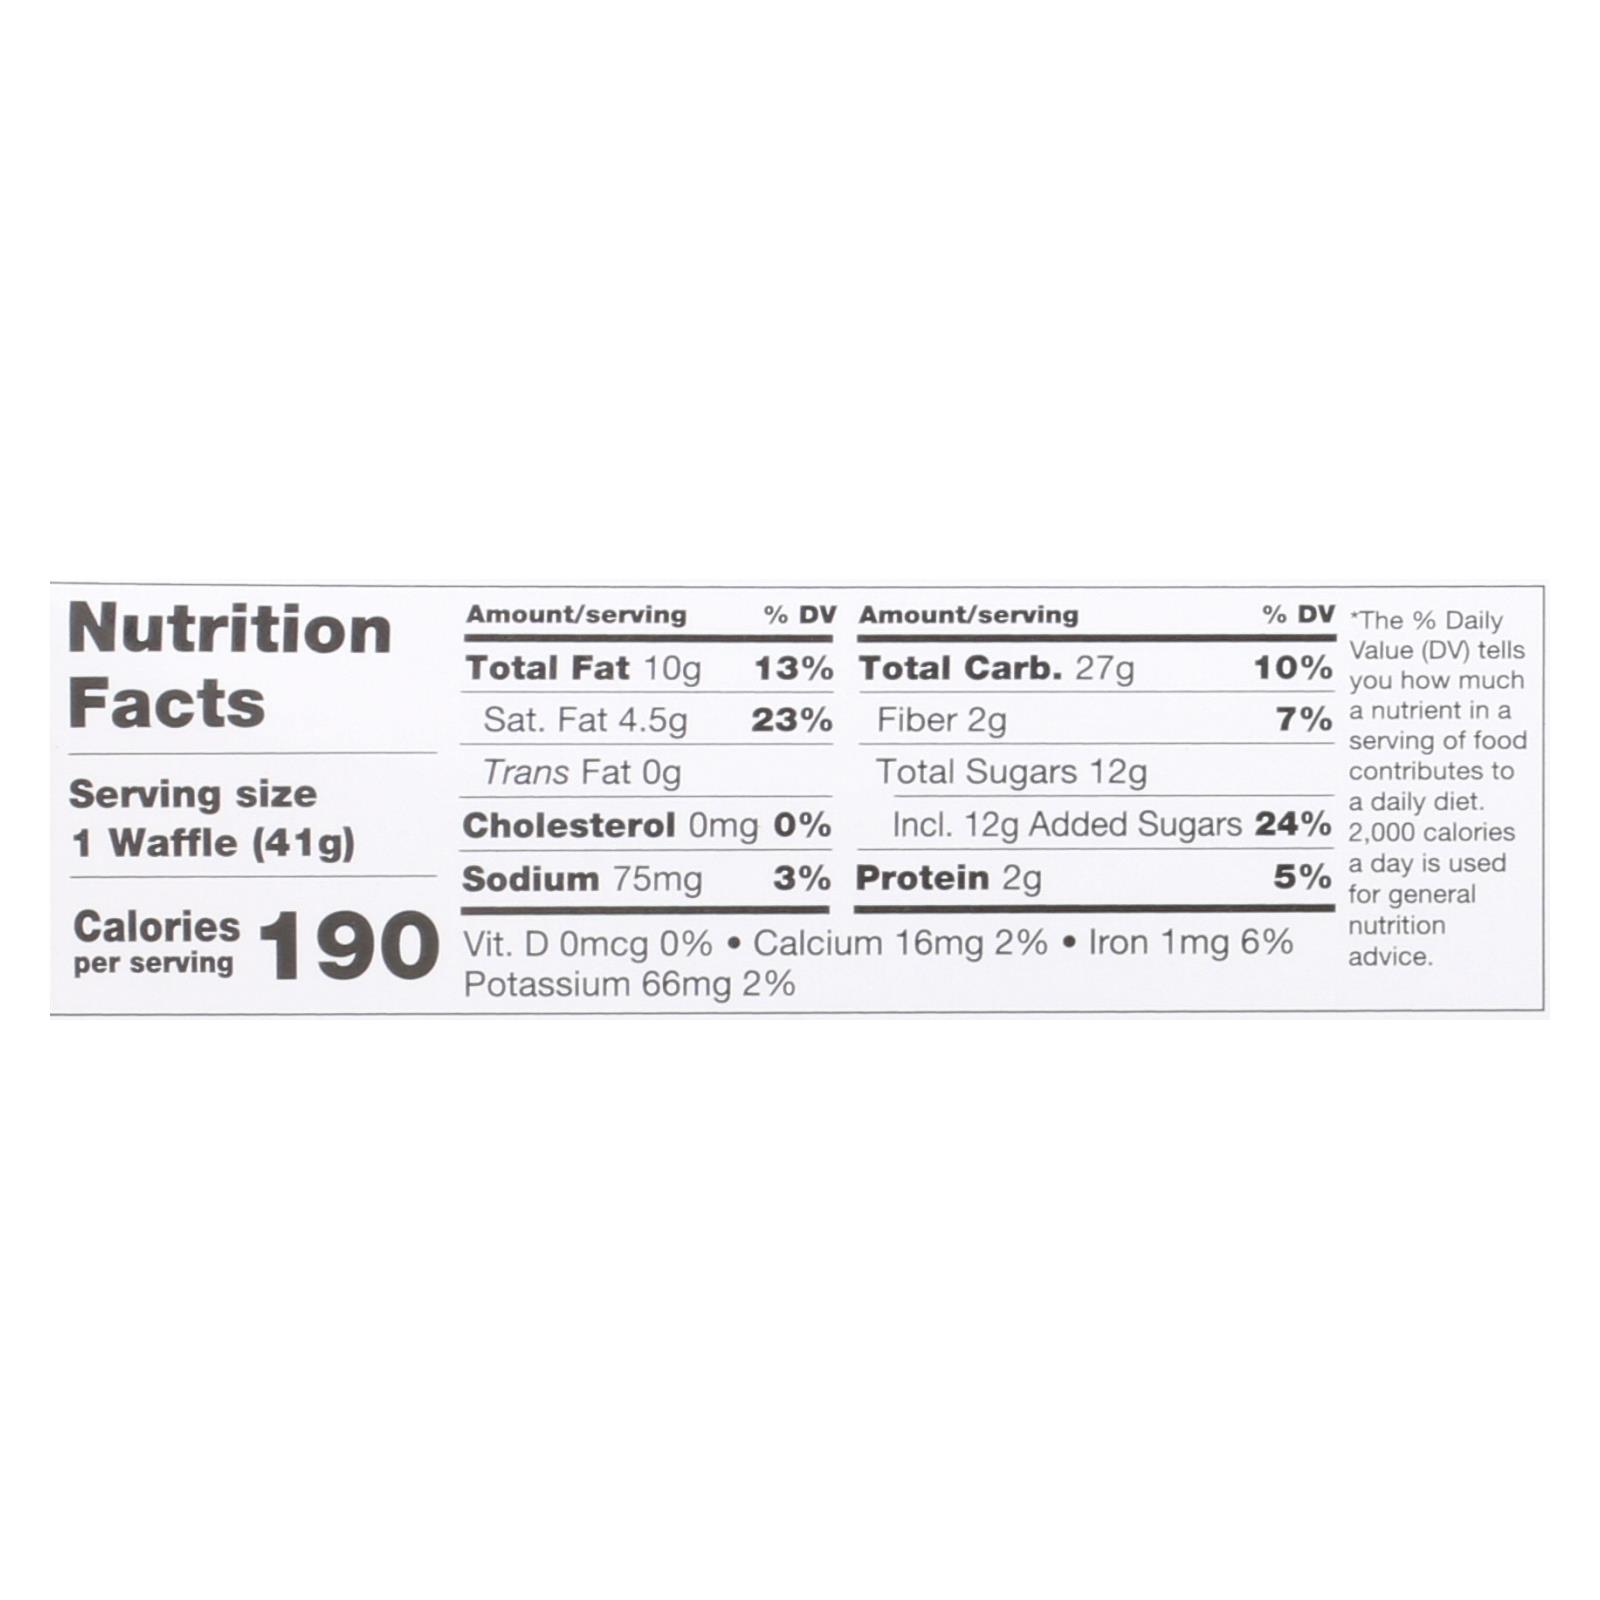 Nutrition
Facts
Serving size
1 Waffle (41g)
Calories
per serving
190
Amount/serving % DV
Total Fat 10g 13%
Sat. Fat 4.5g 23%
Trans Fat 0g
Cholesterol 0mg 0%
Sodium 75mg 3%
Amount/serving % DV
Total Carb. 27g 10%
Fiber 2g 7%
Total Sugars 12g
Incl. 12g Added Sugars 24%
Protein 2g 5%
Vit. D 0mcg 0% • Calcium 16mg 2% • Iron 1mg 6%
Potassium 66mg 2%
*The % Daily
Value (DV) tells
you how much
a nutrient in a
serving of food
contributes to
a daily diet.
2,000 calories
a day is used
for general
nutrition
advice.